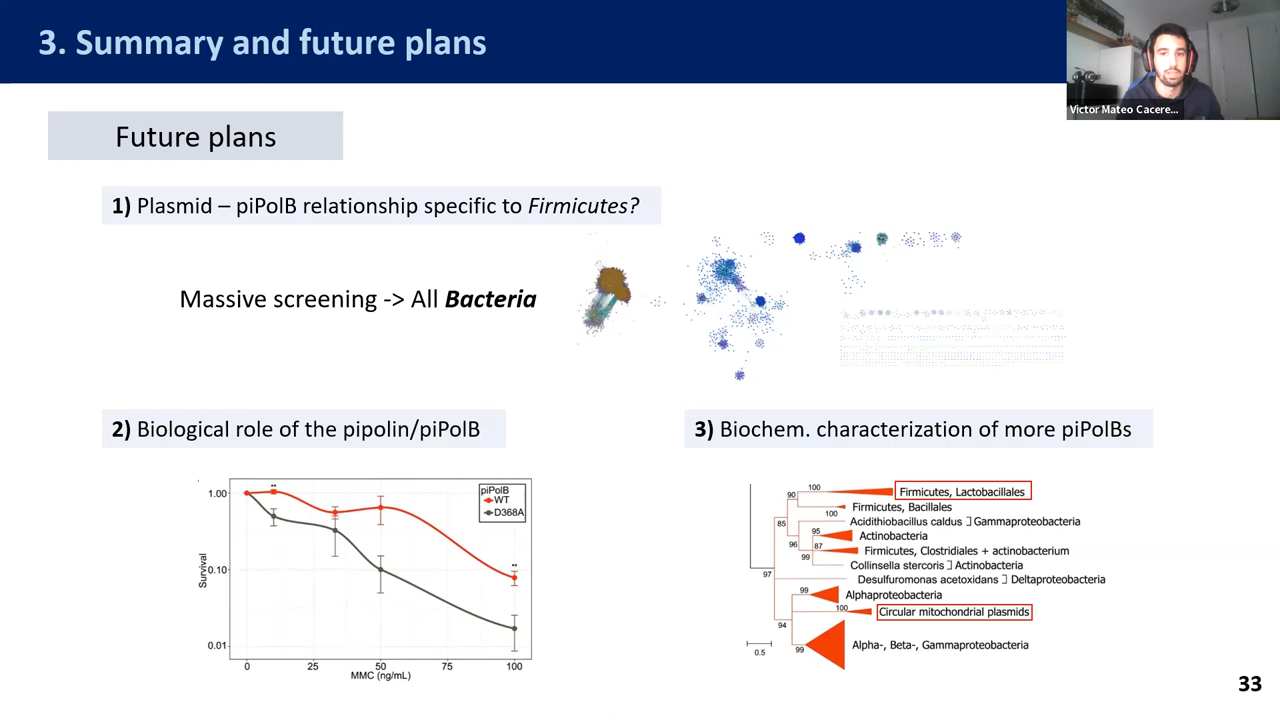 3. Summary and future plans
Victor Mateo Cacere...
Future plans
1) Plasmid – piPolB relationship specific to Firmicutes?
Massive screening -> All Bacteria
2) Biological role of the pipolin/piPolB
3) Biochem. characterization of more piPolBs
piPolB
WT
D368A
**
**
1.00
0.10
0.01
Survival
0
25
50
75
100
MMC (ng/mL)
100
Firmicutes, Lactobacillales
90
100
Firmicutes, Bacillales
85
Acidithiobacillus caldus
Gammaproteobacteria
95
Actinobacteria
96
87
Firmicutes, Clostridiales + actinobacterium
99
Collinsella stercoris
Actinobacteria
97
Desulfuromonas acetoxidans
Deltaproteobacteria
99
Alphaproteobacteria
100
Circular mitochondrial plasmids
94
99
Alpha-, Beta-, Gammaproteobacteria
0.5
33